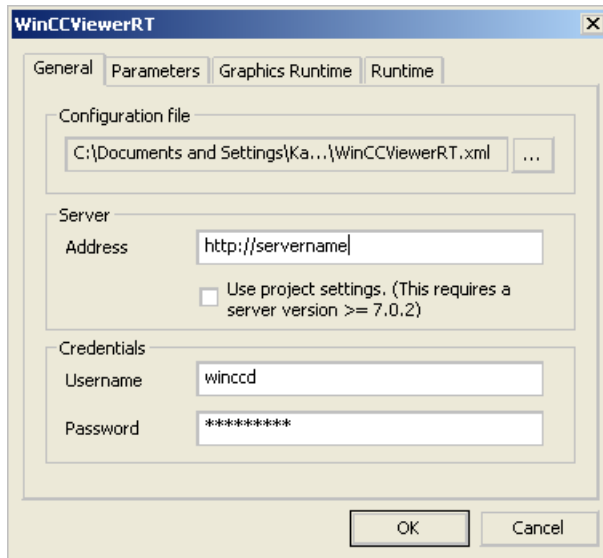 WinCCViewerRT
General Parameters Graphics Runtime Runtime
Configuration file
C:\Documents and Settings\Ka...\WinCCViewerRT.xml ...
Server
Address http://servername
Use project settings. (This requires a
server version >= 7.0.2)
Credentials
Username winccd
Password *********
OK Cancel